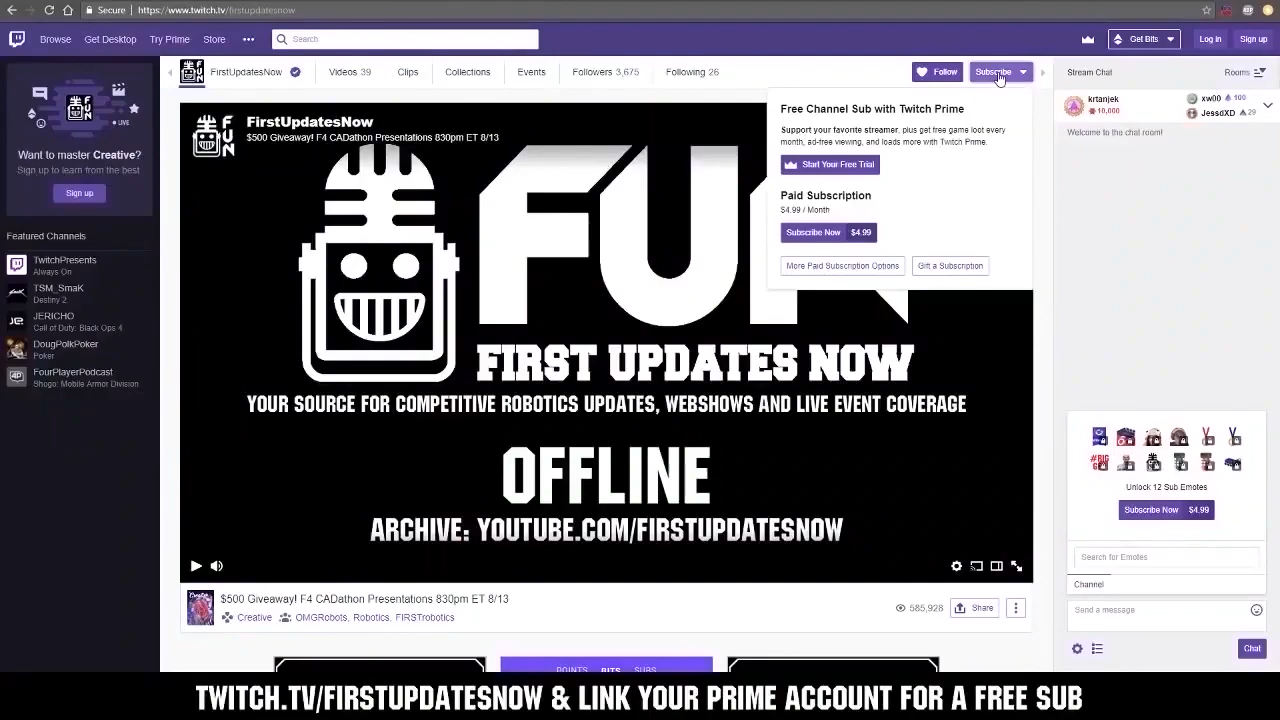 Secure
https://www.twitch.tv/firstupdatesnow
Browse
Get Desktop
Try Prime
Store
Search
Get Bits
Log in
Sign up
FUN
LIVE
Want to master Creative?
Sign up to learn from the best
Sign up
Featured Channels
TwitchPresents
Always On
TSM_SmaK
Destiny 2
JERICHO
Call of Duty: Black Ops 4
DougPolkPoker
Poker
FourPlayerPodcast
Shogo: Mobile Armor Division
FirstUpdatesNow
Videos 39
Clips
Collections
Events
Followers 3,675
Following 26
Follow
Subscribe
FUN
FirstUpdatesNow
$500 Giveaway! F4 CADathon Presentations 830pm ET 8/13
Free Channel Sub with Twitch Prime
Support your favorite streamer, plus get free game loot every
month, ad-free viewing, and loads more with Twitch Prime.
Start Your Free Trial
Paid Subscription
$4.99 / Month
Subscribe Now $4.99
More Paid Subscription Options
Gift a Subscription
FUN
FIRST UPDATES NOW
YOUR SOURCE FOR COMPETITIVE ROBOTICS UPDATES, WEBSHOWS AND LIVE EVENT COVERAGE
OFFLINE
ARCHIVE: YOUTUBE.COM/FIRSTUPDATESNOW
$500 Giveaway! F4 CADathon Presentations 830pm ET 8/13
Creative
OMGRobots, Robotics, FIRSTrobotics
585,928
Share
POINTS BITS SUBS
Stream Chat
Rooms
krtanjek
10,000
xw00 100
JessdXD 29
Welcome to the chat room!
Unlock 12 Sub Emotes
Subscribe Now $4.99
Search for Emotes
Channel
Send a message
Chat
TWITCH.TV/FIRSTUPDATESNOW & LINK YOUR PRIME ACCOUNT FOR A FREE SUB